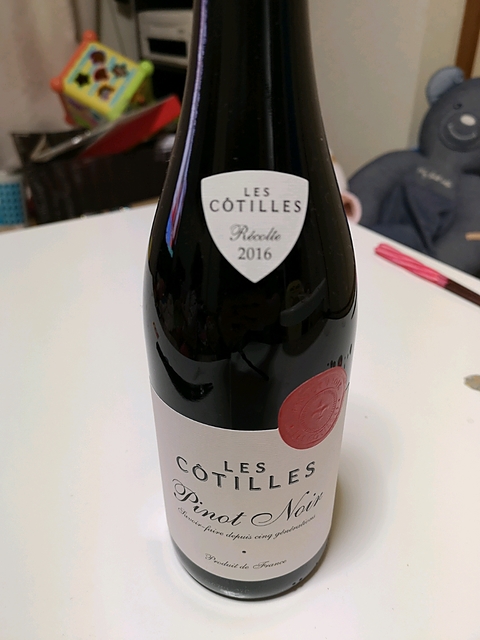 LES
CÔTILLES
Récolte
2016
LES
CÔTILLES
Pinot Noir
Savoir-faire depuis cinq générations
Produit de France